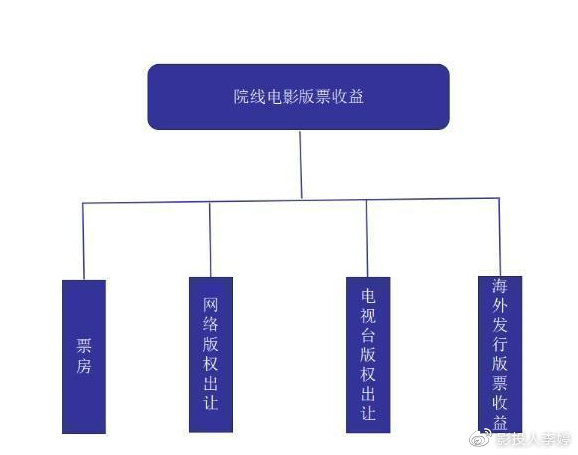 院线电影版票收益
票房
网络版权出让
电视台版权出让
海外发行版票收益
影投人季婷